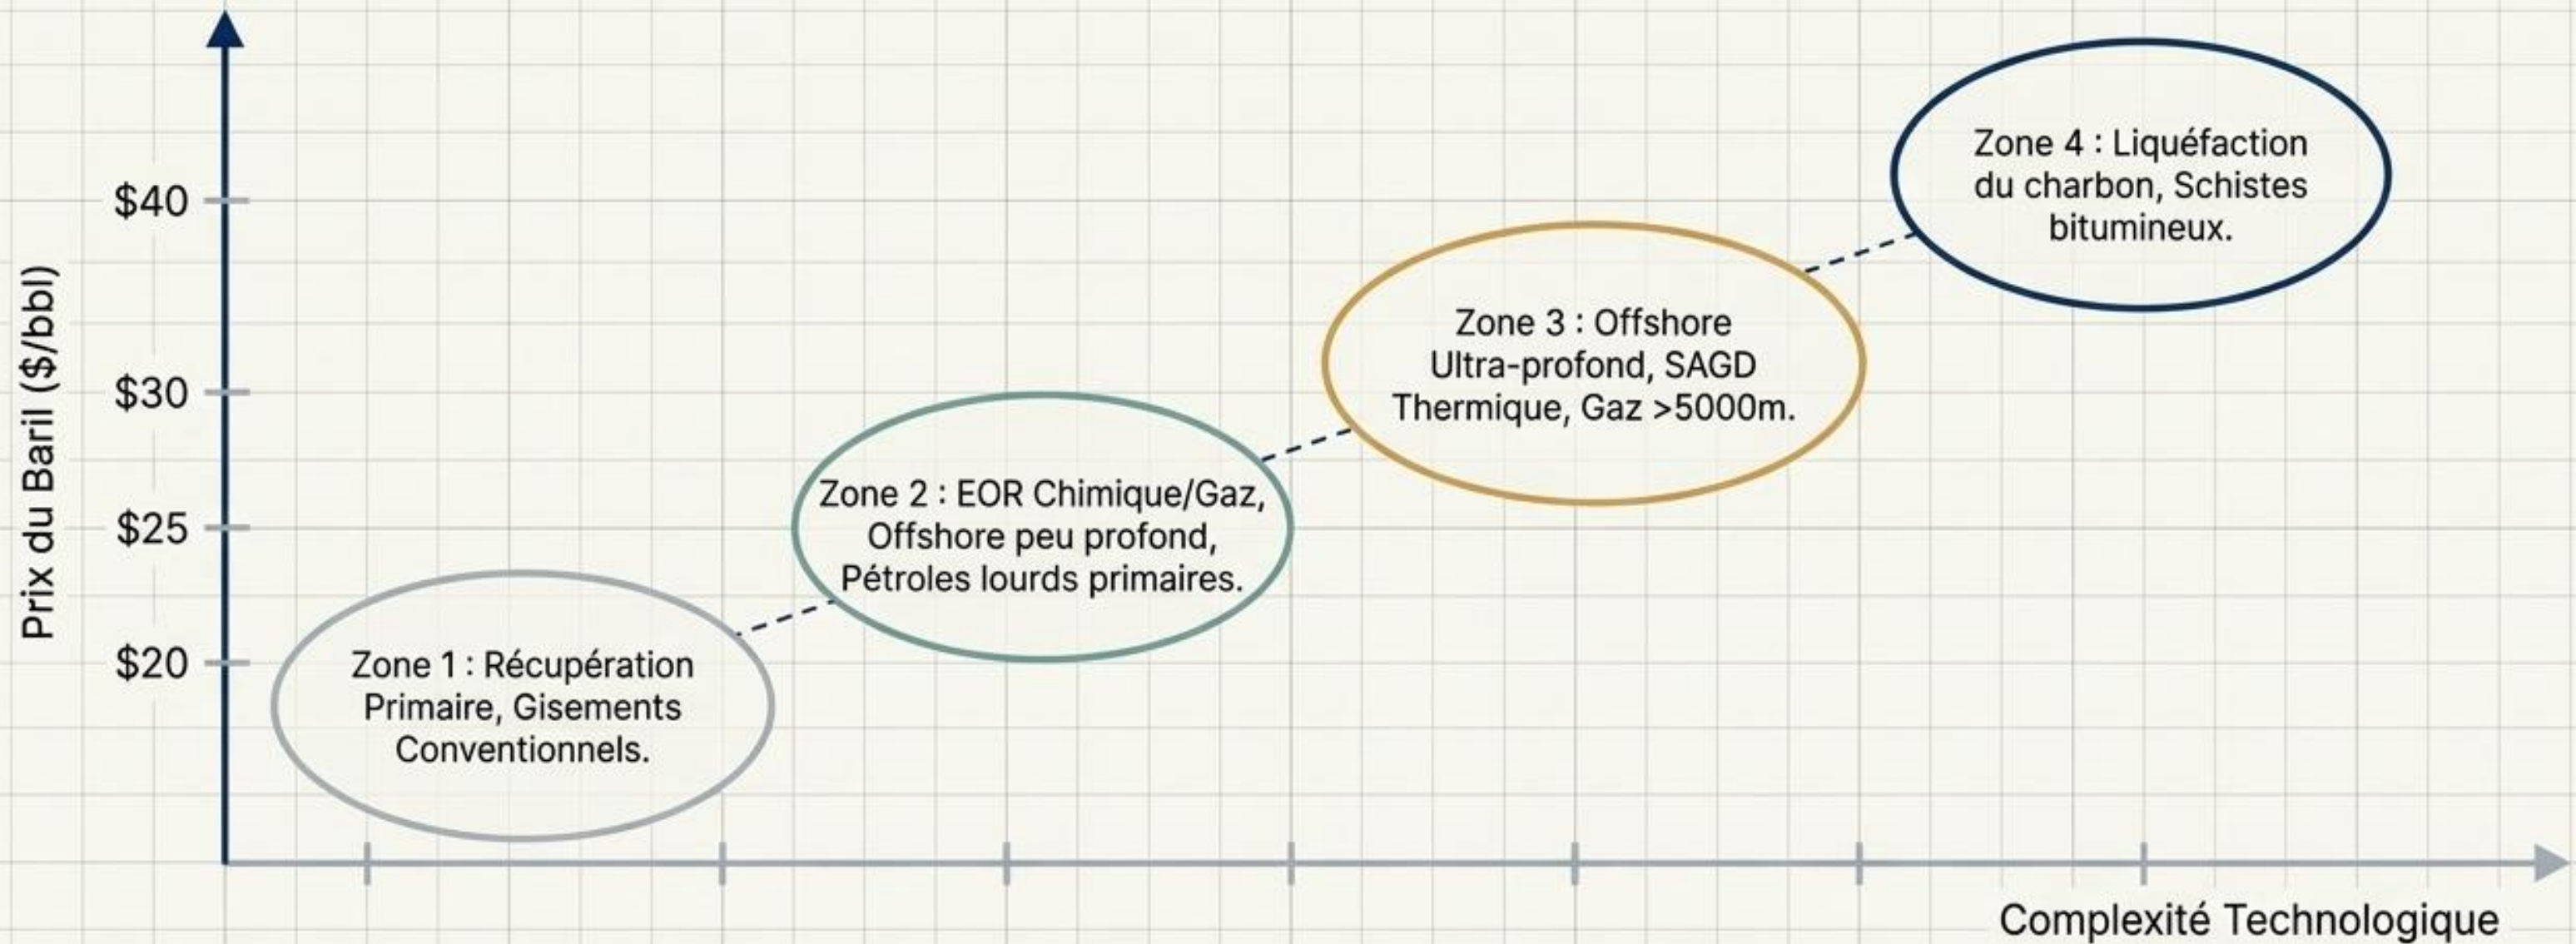 Prix du Baril ($/bbl)
$40
$30
$25
$20
Zone 4 : Liquéfaction
du charbon, Schistes
bitumineux.
Zone 3 : Offshore
Ultra-profond, SAGD
Thermique, Gaz >5000m.
Zone 2 : EOR Chimique/Gaz,
Offshore peu profond,
Pétroles lourds primaires.
Zone 1 : Récupération
Primaire, Gisements
Conventionnels.
Complexité Technologique